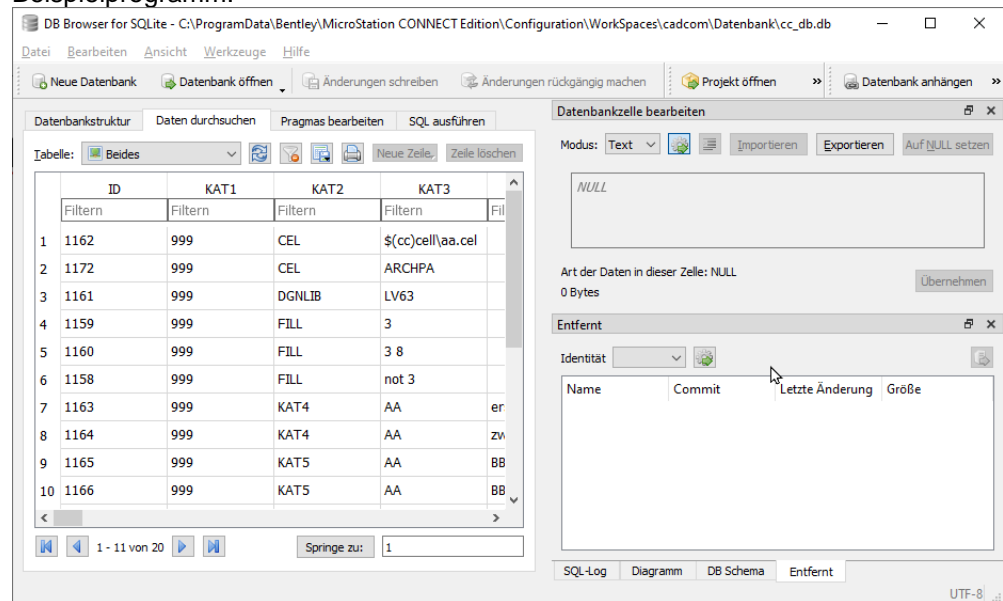 Beispielprogramm:
DB Browser for SQLite - C:\ProgramData\Bentley\MicroStation CONNECT Edition\Configuration\WorkSpaces\cadcom\Datenbank\cc_db.db
Datei Bearbeiten Ansicht Werkzeuge Hilfe
Neue Datenbank Datenbank öffnen Änderungen schreiben Änderungen rückgängig machen Projekt öffnen » Datenbank anhängen »
Datenbankstruktur Daten durchsuchen Pragmas bearbeiten SQL ausführen
Tabelle: Beides Neue Zeile Zeile löschen
ID KAT1 KAT2 KAT3
Filtern Filtern Filtern Filtern Fil
1 1162 999 CEL $(cc)cell\aa.cel
2 1172 999 CEL ARCHPA
3 1161 999 DGNLIB LV63
4 1159 999 FILL 3
5 1160 999 FILL 3 8
6 1158 999 FILL not 3
7 1163 999 KAT4 AA er
8 1164 999 KAT4 AA zw
9 1165 999 KAT5 AA BB
10 1166 999 KAT5 AA BB
1 - 11 von 20 Springe zu: 1
Datenbankzelle bearbeiten
Modus: Text Importieren Exportieren Auf NULL setzen
NULL
Art der Daten in dieser Zelle: NULL
0 Bytes
Übernehmen
Entfernt
Identität
Name Commit Letzte Änderung Größe
SQL-Log Diagramm DB Schema Entfernt
UTF-8